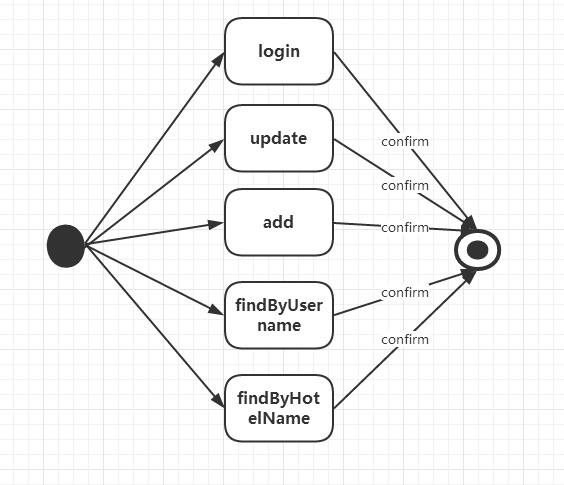 login
confirm
update
confirm
add
confirm
findByUser
name
confirm
confirm
findByHot
elName